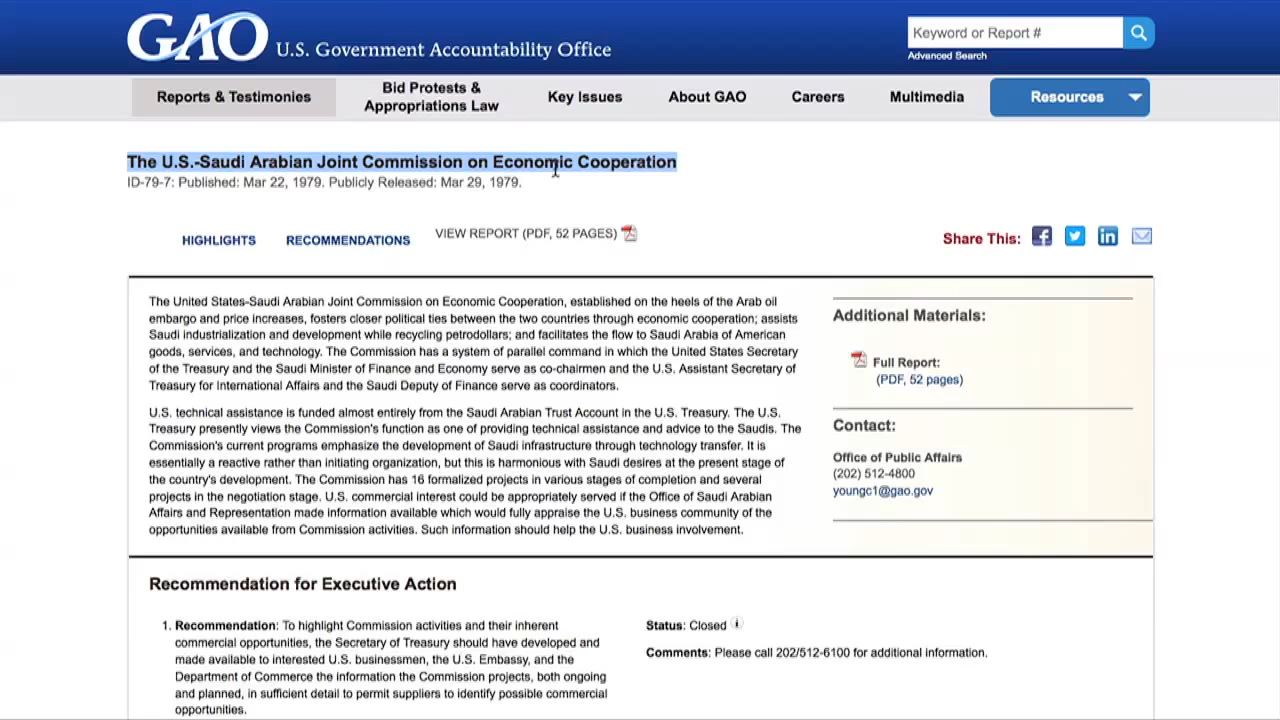 GAO U.S. Government Accountability Office
Keyword or Report #
Advanced Search
Reports & Testimonies
Bid Protests &
Appropriations Law
Key Issues
About GAO
Careers
Multimedia
Resources
The U.S.-Saudi Arabian Joint Commission on Economic Cooperation
ID-79-7: Published: Mar 22, 1979. Publicly Released: Mar 29, 1979.
HIGHLIGHTS
RECOMMENDATIONS
VIEW REPORT (PDF, 52 PAGES)
Share This:
The United States-Saudi Arabian Joint Commission on Economic Cooperation, established on the heels of the Arab oil
embargo and price increases, fosters closer political ties between the two countries through economic cooperation; assists
Saudi industrialization and development while recycling petrodollars; and facilitates the flow to Saudi Arabia of American
goods, services, and technology. The Commission has a system of parallel command in which the United States Secretary
of the Treasury and the Saudi Minister of Finance and Economy serve as co-chairmen and the U.S. Assistant Secretary of
Treasury for International Affairs and the Saudi Deputy of Finance serve as coordinators.
U.S. technical assistance is funded almost entirely from the Saudi Arabian Trust Account in the U.S. Treasury. The U.S.
Treasury presently views the Commission's function as one of providing technical assistance and advice to the Saudis. The
Commission's current programs emphasize the development of Saudi infrastructure through technology transfer. It is
essentially a reactive rather than initiating organization, but this is harmonious with Saudi desires at the present stage of
the country's development. The Commission has 16 formalized projects in various stages of completion and several
projects in the negotiation stage. U.S. commercial interest could be appropriately served if the Office of Saudi Arabian
Affairs and Representation made information available which would fully appraise the U.S. business community of the
opportunities available from Commission activities. Such information should help the U.S. business involvement.
Additional Materials:
Full Report:
(PDF, 52 pages)
Contact:
Office of Public Affairs
(202) 512-4800
youngc1@gao.gov
Recommendation for Executive Action
1. Recommendation: To highlight Commission activities and their inherent
commercial opportunities, the Secretary of Treasury should have developed and
made available to interested U.S. businessmen, the U.S. Embassy, and the
Department of Commerce the information the Commission projects, both ongoing
and planned, in sufficient detail to permit suppliers to identify possible commercial
opportunities.
Status: Closed
Comments: Please call 202/512-6100 for additional information.